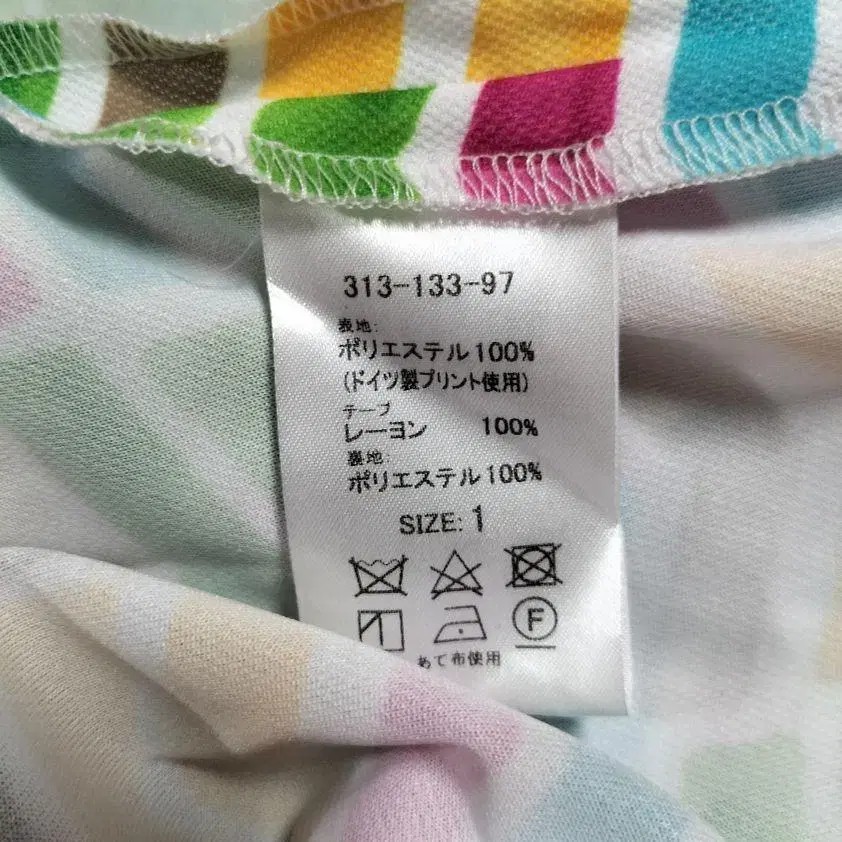 313-133-97
表地:
ポリエステル100%
(ドイツ製プリント使用)
テープ
レーヨン 100%
裏地:
ポリエステル100%
SIZE: 1
F
あて布使用